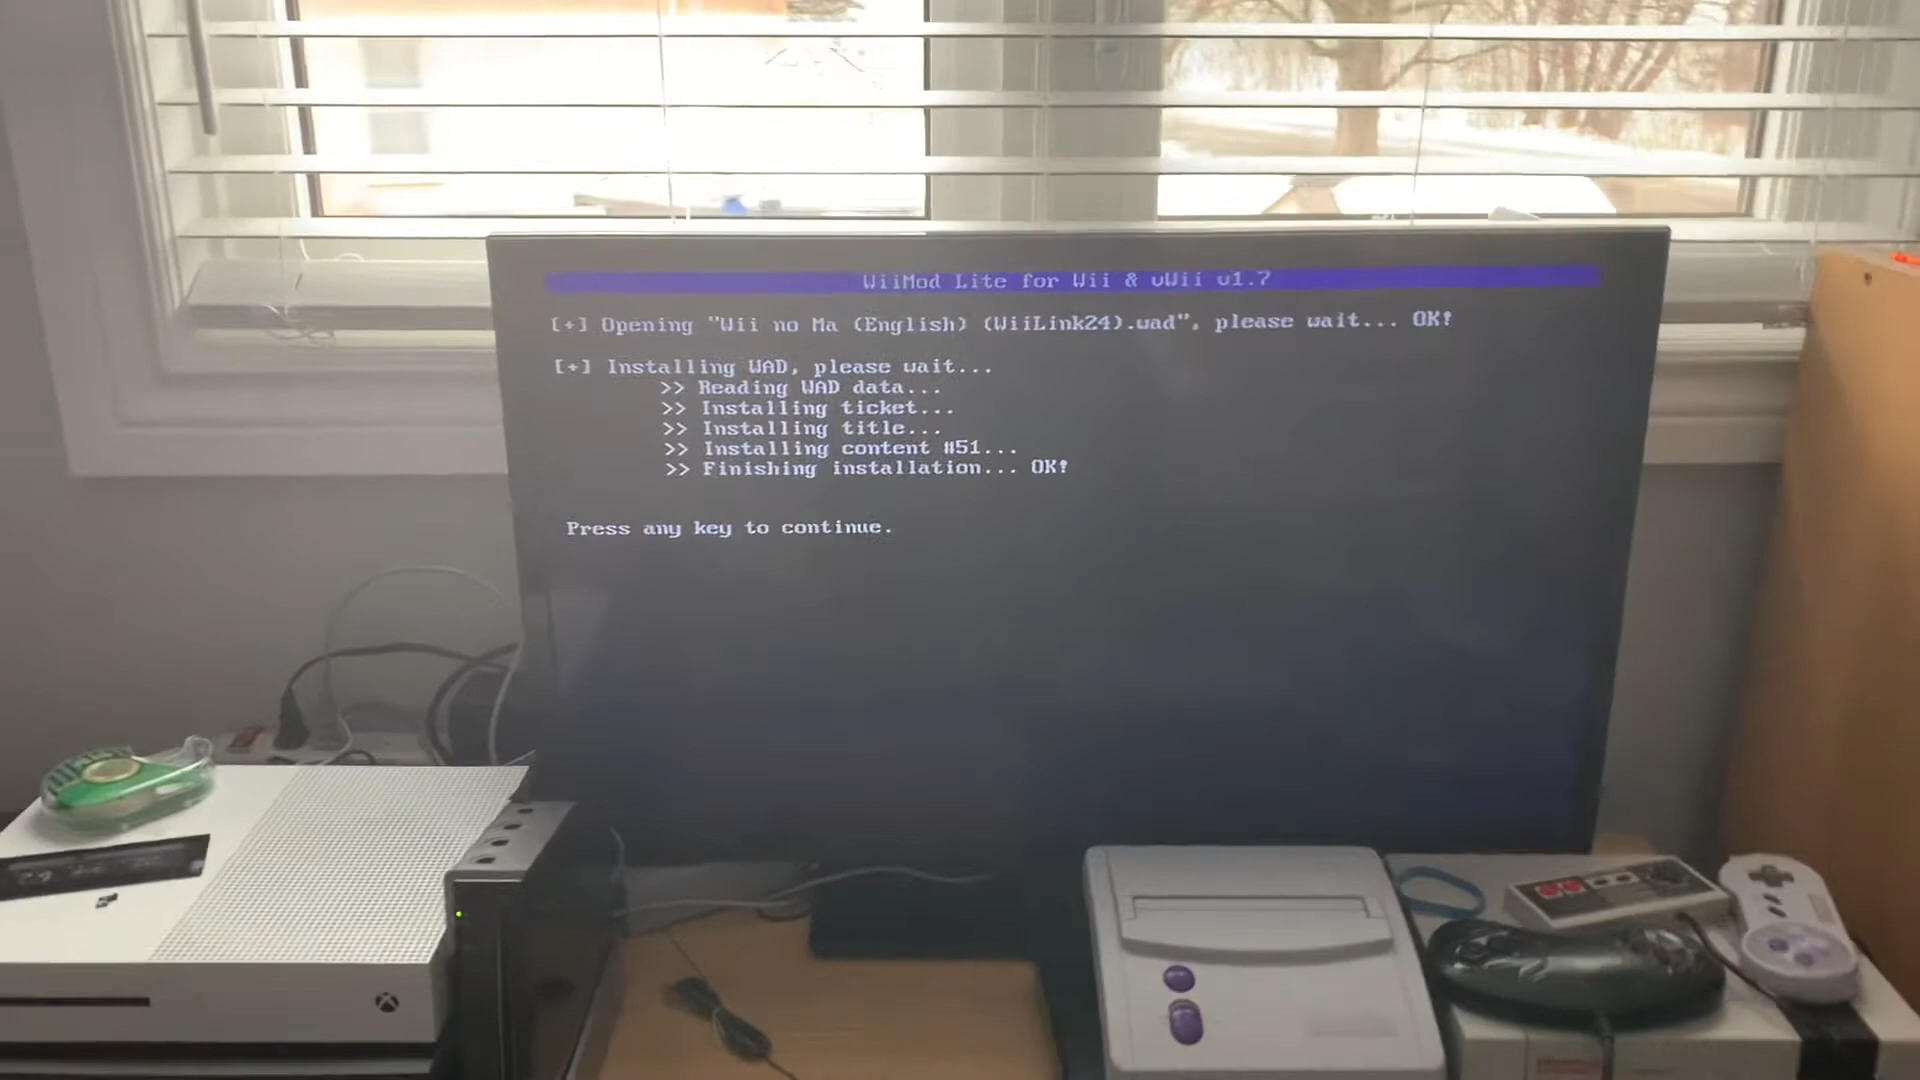 WiiMod Lite for Wii & vWii v1.7
[+] Opening "Wii no Ma (English) (WiiLink24).wad", please wait... OK!
[+] Installing WAD, please wait...
>> Reading WAD data...
>> Installing ticket...
>> Installing title...
>> Installing content #51...
>> Finishing installation... OK!
Press any key to continue.